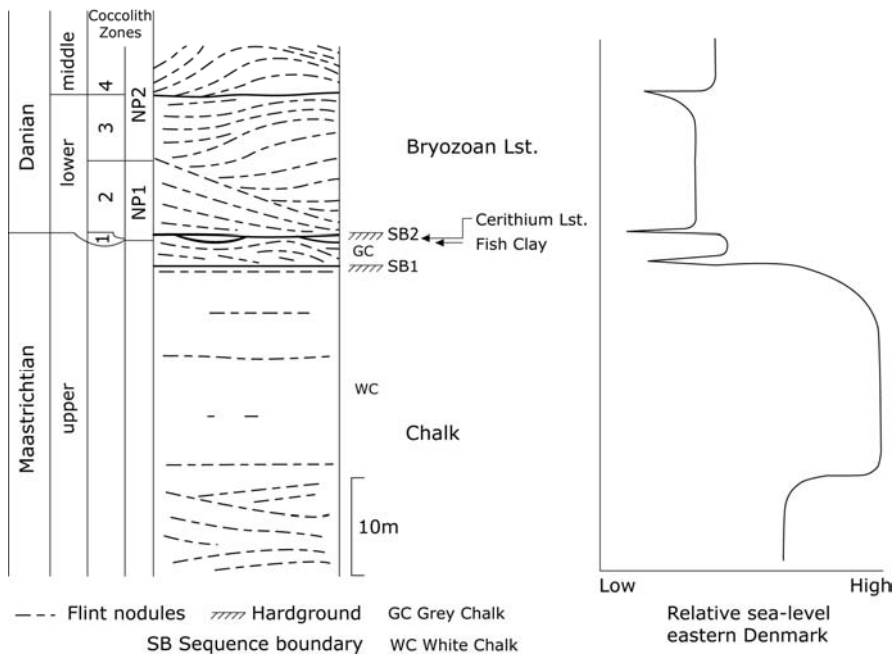 Coccolith
Zones
Danian
Maastrichtian
middle
lower
upper
4
3
2
1
NP2
NP1
Bryozoan Lst.
Cerithium Lst.
SB2
Fish Clay
GC
SB1
WC
Chalk
10m
Low
High
Relative sea-level
eastern Denmark
Flint nodules
Hardground
GC Grey Chalk
SB Sequence boundary
WC White Chalk